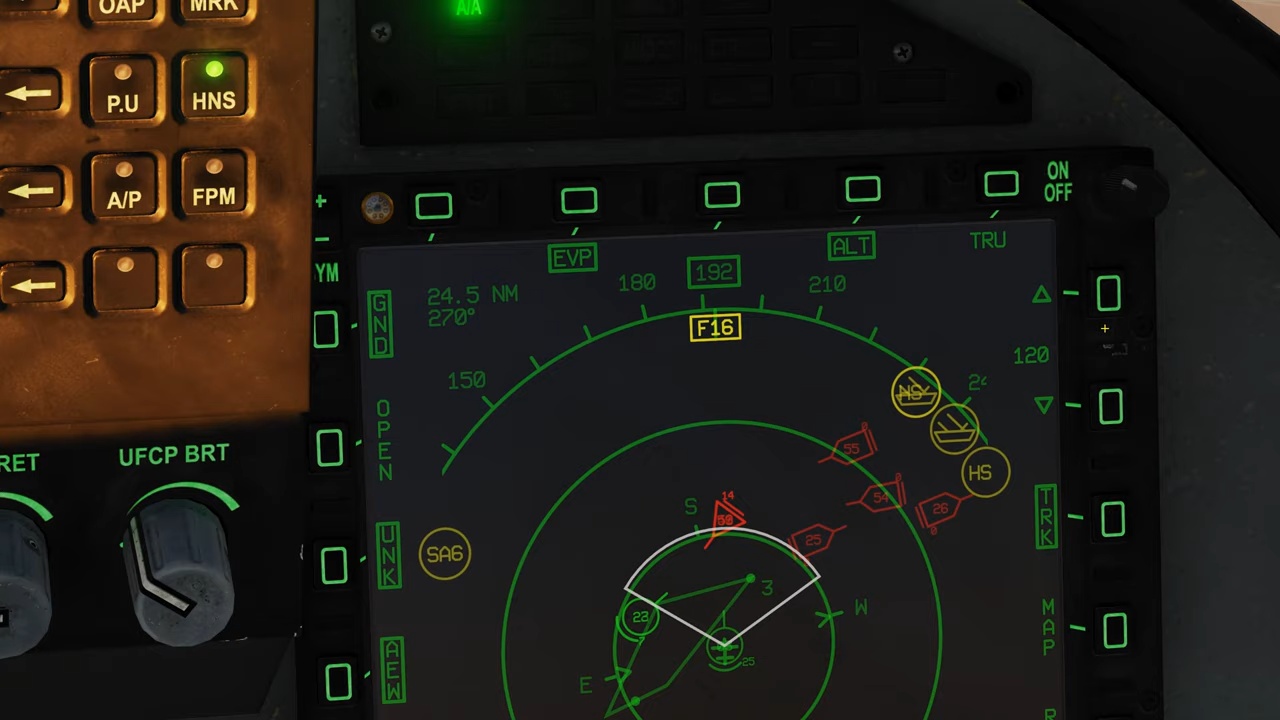 OAP MRK
A/A
P.U HNS
A/P FPM
ON
OFF
+
−
YM
EVP 192 ALT TRU
24.5 NM 180 210
270°
GND
F16
150
120
OPEN
NS
55
HS
RET UFCP BRT
14
50
54
26
S
25
TRK
UNK
SA6
3
22
W
MAP
25
AEW
E